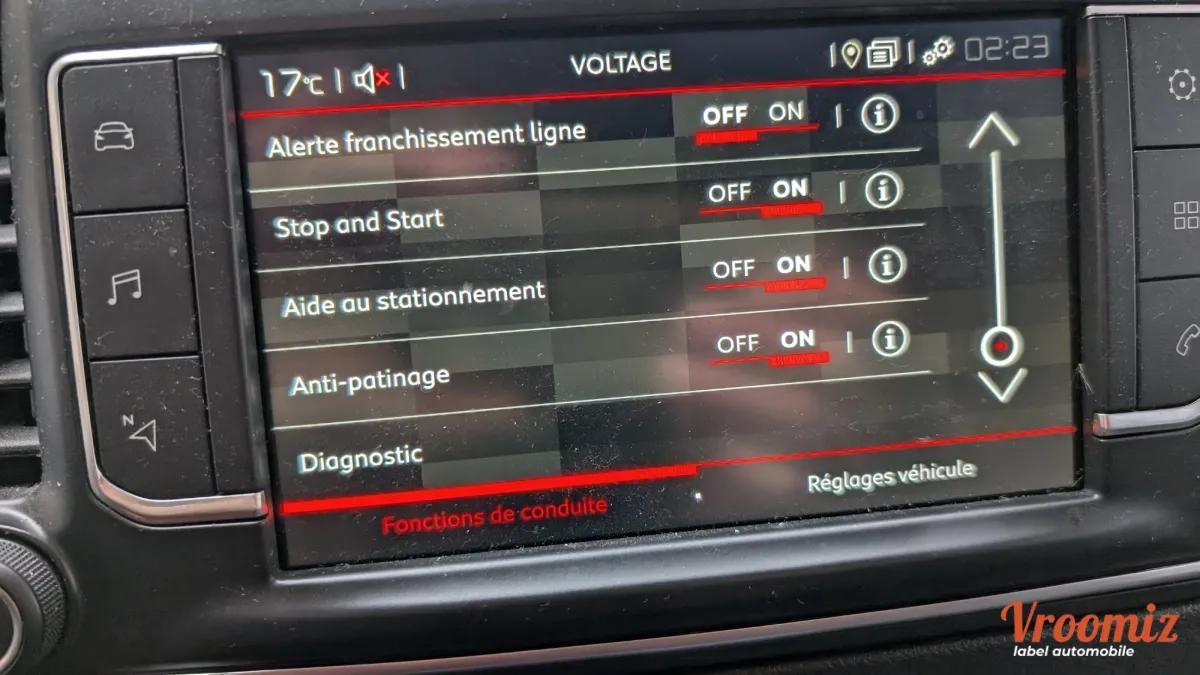 17°C
VOLTAGE
02:23
Alerte franchissement ligne
OFF ON
Stop and Start
OFF ON
Aide au stationnement
OFF ON
Anti-patinage
OFF ON
Diagnostic
Fonctions de conduite
Réglages véhicule
N
Vroomiz
label automobile